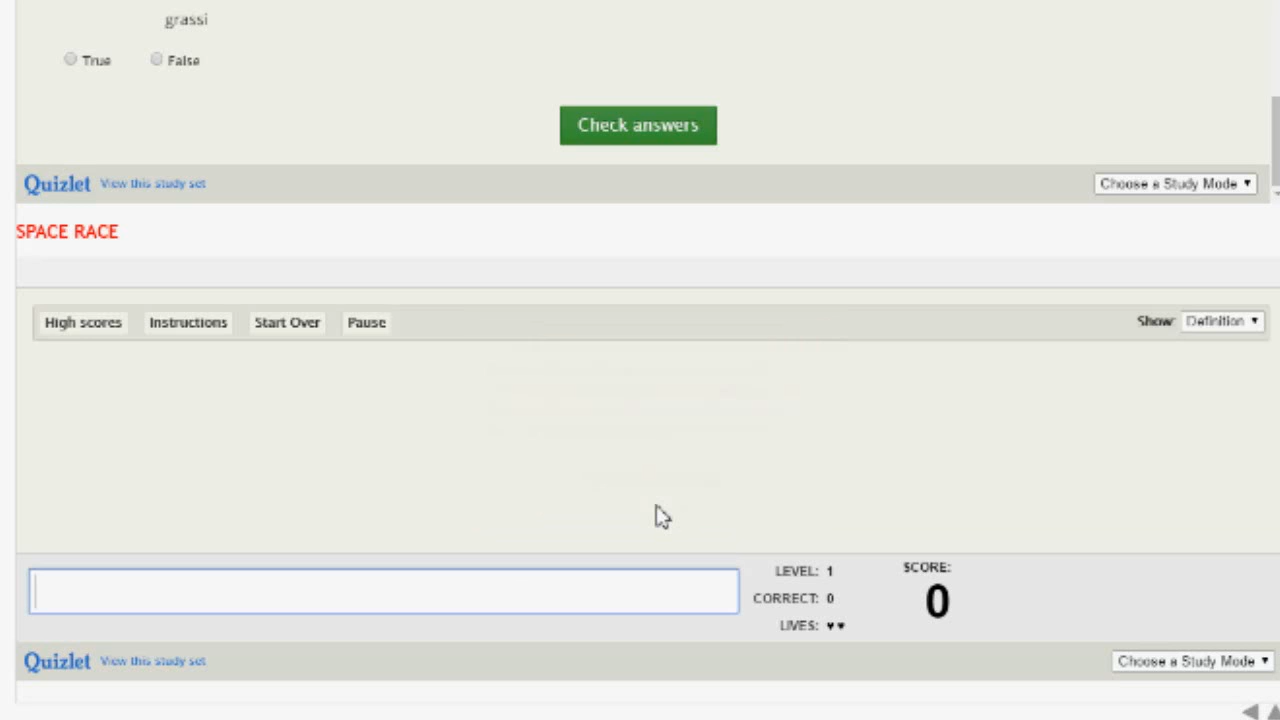 grassi
True False
Check answers
Quizlet View this study set Choose a Study Mode
SPACE RACE
High scores Instructions Start Over Pause Show: Definition
LEVEL: 1 SCORE:
CORRECT: 0 0
LIVES: ♥♥
Quizlet View this study set Choose a Study Mode